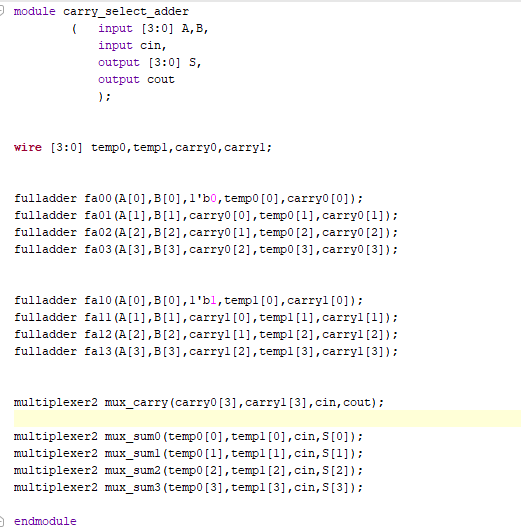 module carry_select_adder
( input [3:0] A,B,
input cin,
output [3:0] S,
output cout
);
wire [3:0] temp0,temp1,carry0,carry1;
fulladder fa00(A[0],B[0],1'b0,temp0[0],carry0[0]);
fulladder fa01(A[1],B[1],carry0[0],temp0[1],carry0[1]);
fulladder fa02(A[2],B[2],carry0[1],temp0[2],carry0[2]);
fulladder fa03(A[3],B[3],carry0[2],temp0[3],carry0[3]);
fulladder fa10(A[0],B[0],1'b1,temp1[0],carry1[0]);
fulladder fa11(A[1],B[1],carry1[0],temp1[1],carry1[1]);
fulladder fa12(A[2],B[2],carry1[1],temp1[2],carry1[2]);
fulladder fa13(A[3],B[3],carry1[2],temp1[3],carry1[3]);
multiplexer2 mux_carry(carry0[3],carry1[3],cin,cout);
multiplexer2 mux_sum0(temp0[0],temp1[0],cin,S[0]);
multiplexer2 mux_sum1(temp0[1],temp1[1],cin,S[1]);
multiplexer2 mux_sum2(temp0[2],temp1[2],cin,S[2]);
multiplexer2 mux_sum3(temp0[3],temp1[3],cin,S[3]);
endmodule